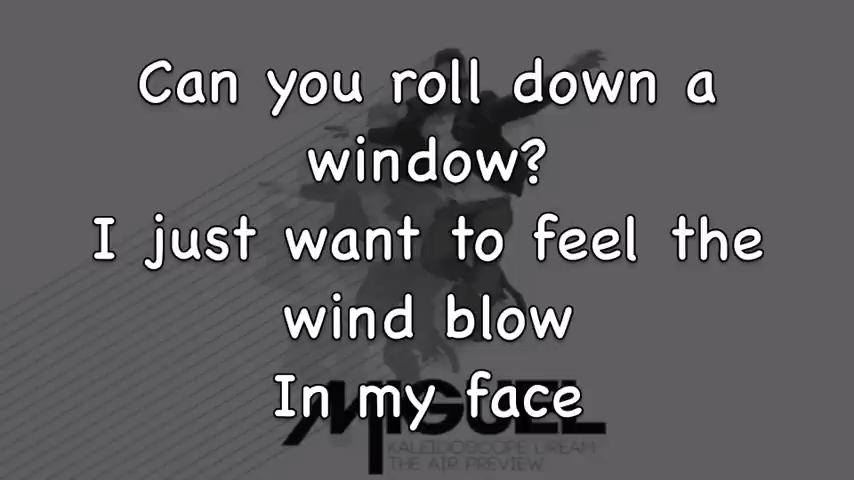 Can you roll down a
window?
I just want to feel the
wind blow
In my face
MIGUEL
KALEIDOSCOPE DREAM
THE AIR PREVIEW